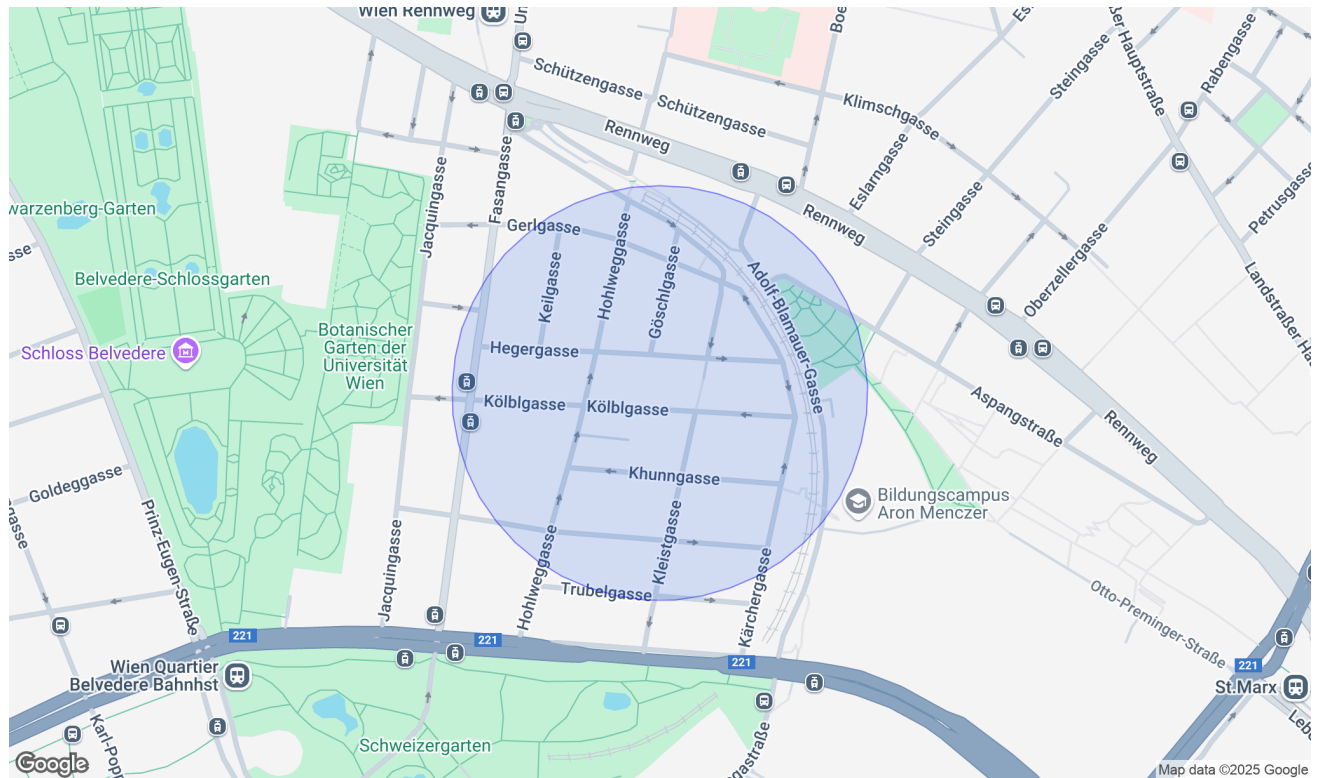 Wien Rennweg
Schützengasse
Schützengasse
Klimschgasse
Steingasse
Rabengasse
Rennweg
Eslarngasse
Steingasse
Petrusgasse
warzenberg-Garten
Jacquingasse
Fasangasse
Gerlgasse
Hohlweggasse
Rennweg
Oberzellergasse
Belvedere-Schlossgarten
Keilgasse
Göschlgasse
Adolf-Blamauer-Gasse
Botanischer
Garten der
Universität
Wien
Schloss Belvedere
Hegergasse
Kölblgasse
Kölblgasse
Aspangstraße
Rennweg
Goldeggasse
Khunngasse
Bildungscampus
Aron Menczer
Prinz-Eugen-Straße
Jacquingasse
Hohlweggasse
Kleistgasse
Kärchergasse
Trubelgasse
Otto-Preminger-Straße
221
221
221
221
Wien Quartier
Belvedere Bahnhst
St.Marx
Schweizergarten
Google
Map data ©2025 Google